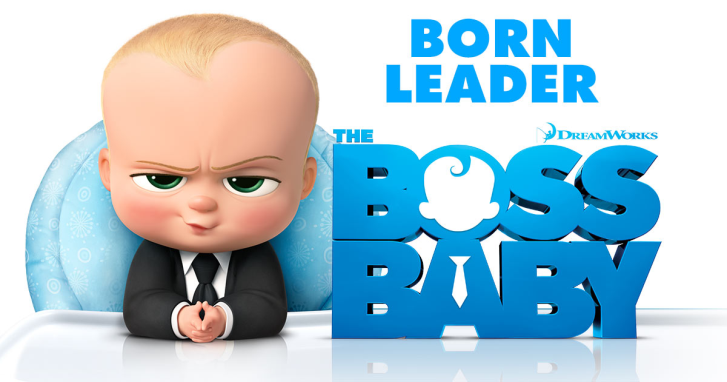 BORN
LEADER
THE
DREAMWORKS
BOSS
BABY